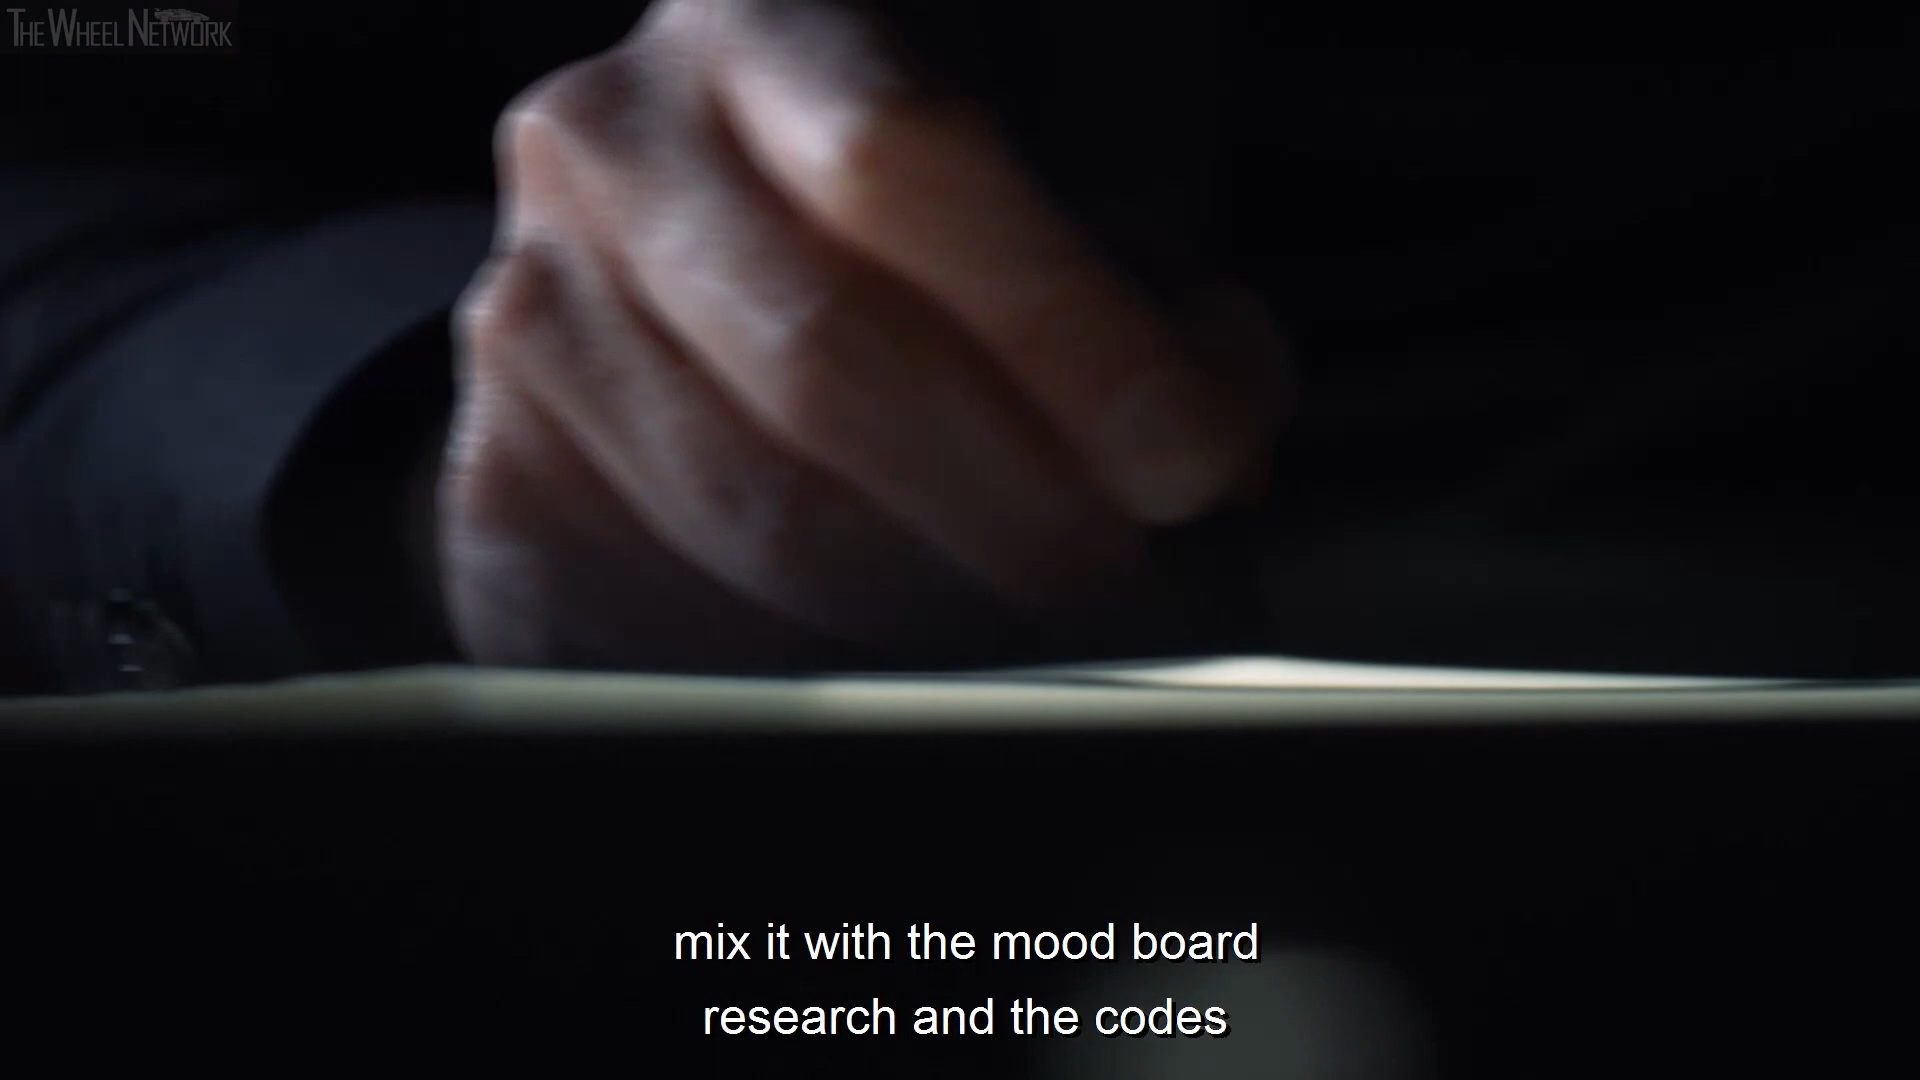 THE WHEEL NETWORK
mix it with the mood board
research and the codes